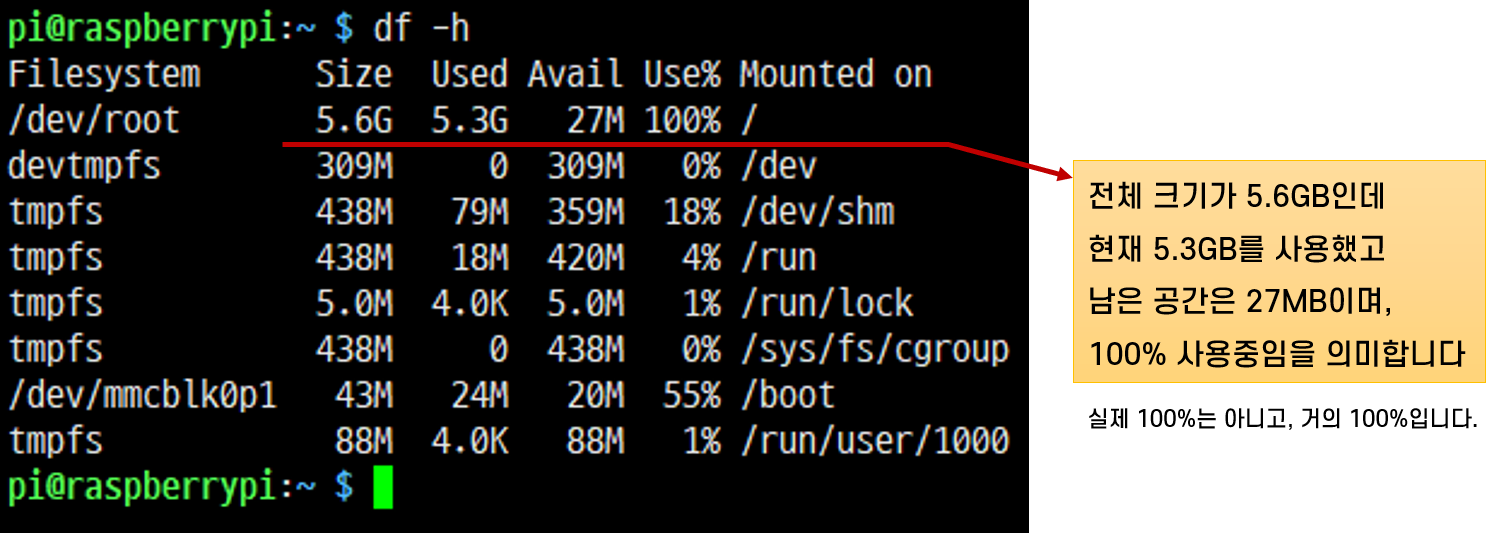 pi@raspberrypi:~ $ df -h
Filesystem Size Used Avail Use% Mounted on
/dev/root 5.6G 5.3G 27M 100% /
devtmpfs 309M 0 309M 0% /dev
tmpfs 438M 79M 359M 18% /dev/shm
tmpfs 438M 18M 420M 4% /run
tmpfs 5.0M 4.0K 5.0M 1% /run/lock
tmpfs 438M 0 438M 0% /sys/fs/cgroup
/dev/mmcblk0p1 43M 24M 20M 55% /boot
tmpfs 88M 4.0K 88M 1% /run/user/1000
pi@raspberrypi:~ $
전체 크기가 5.6GB인데
현재 5.3GB를 사용했고
남은 공간은 27MB이며,
100% 사용중임을 의미합니다
실제 100%는 아니고, 거의 100%입니다.